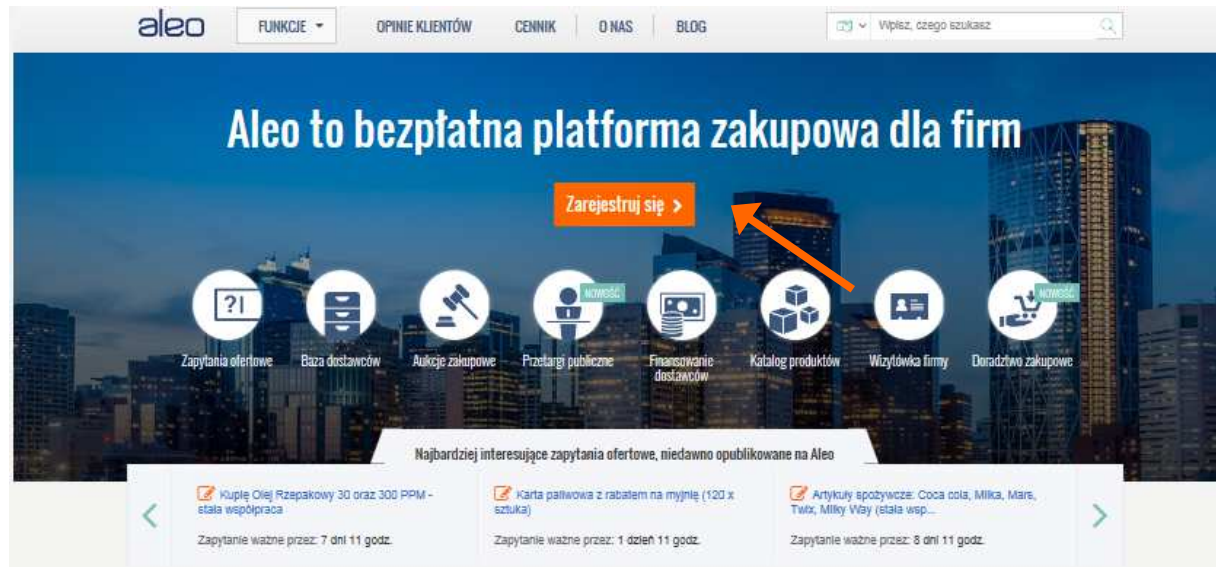 aleo FUNKCJE OPINIE KLIENTÓW CENNIK O NAS BLOG Wpisz, czego szukasz
Aleo to bezpłatna platforma zakupowa dla firm
Zarejestruj się
?
NOWOŚĆ NOWOŚĆ
Zapytania ofertowe Baza dostawców Aukcje zakupowe Przetargi publiczne Finansowanie dostawców Katalog produktów Wizytówka firmy Doradztwo zakupowe
Najbardziej interesujące zapytania ofertowe, niedawno opublikowane na Aleo
Kupię Olej Rzepakowy 30 oraz 300 PPM -
stała współpraca
Zapytanie ważne przez: 7 dni 11 godz.
Karta paliwowa z rabatem na myjnię (120 x
sztuka)
Zapytanie ważne przez: 1 dzień 11 godz.
Artykuły spożywcze: Coca cola, Milka, Mars,
Twix, Milky Way (stała wsp...
Zapytanie ważne przez: 8 dni 11 godz.